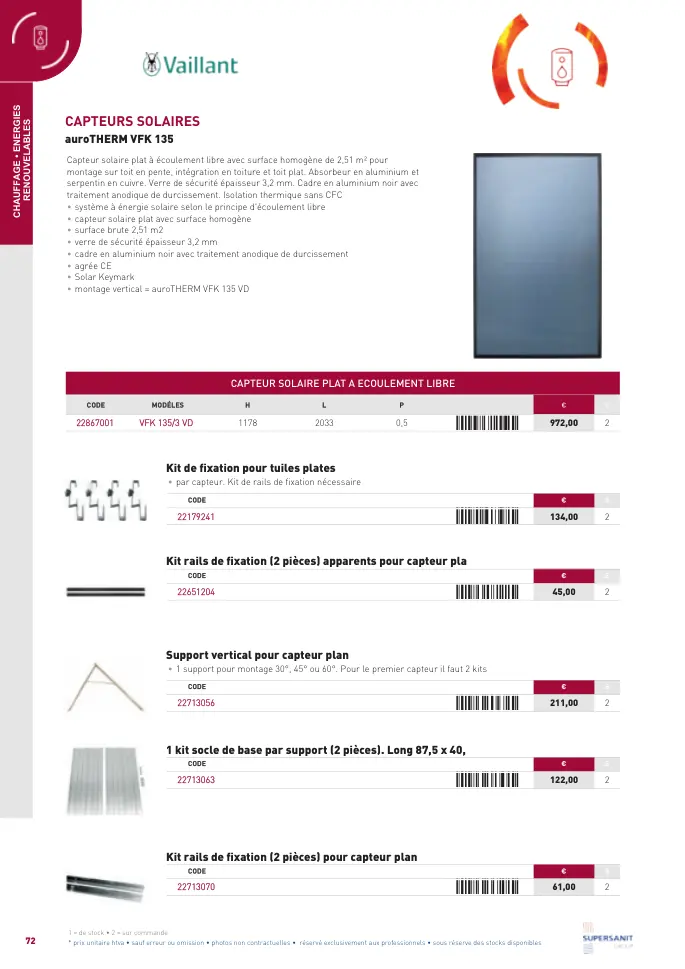 Vaillant
CHAUFFAGE • ENERGIES
RENOUVELABLES
CAPTEURS SOLAIRES
auroTHERM VFK 135
Capteur solaire plat à écoulement libre avec surface homogène de 2,51 m² pour
montage sur toit en pente, intégration en toiture et toit plat. Absorbeur en aluminium et
serpentin en cuivre. Verre de sécurité épaisseur 3,2 mm. Cadre en aluminium noir avec
traitement anodique de durcissement. Isolation thermique sans CFC
• système à énergie solaire selon le principe d'écoulement libre
• capteur solaire plat avec surface homogène
• surface brute 2,51 m2
• verre de sécurité épaisseur 3,2 mm
• cadre en aluminium noir avec traitement anodique de durcissement
• agrée CE
• Solar Keymark
• montage vertical = auroTHERM VFK 135 VD
CAPTEUR SOLAIRE PLAT A ECOULEMENT LIBRE
CODE MODÈLES H L P €
22867001 VFK 135/3 VD 1178 2033 0,5 972,00 2
Kit de fixation pour tuiles plates
• par capteur. Kit de rails de fixation nécessaire
CODE €
22179241 134,00 2
Kit rails de fixation (2 pièces) apparents pour capteur pla
CODE €
22651204 45,00 2
Support vertical pour capteur plan
• 1 support pour montage 30°, 45° ou 60°. Pour le premier capteur il faut 2 kits
CODE €
22713056 211,00 2
1 kit socle de base par support (2 pièces). Long 87,5 x 40,
CODE €
22713063 122,00 2
Kit rails de fixation (2 pièces) pour capteur plan
CODE €
22713070 61,00 2
1 = de stock • 2 = sur commande
72 * prix unitaire htva • sauf erreur ou omission • photos non contractuelles • réservé exclusivement aux professionnels • sous réserve des stocks disponibles
SUPERSANIT
GROUP